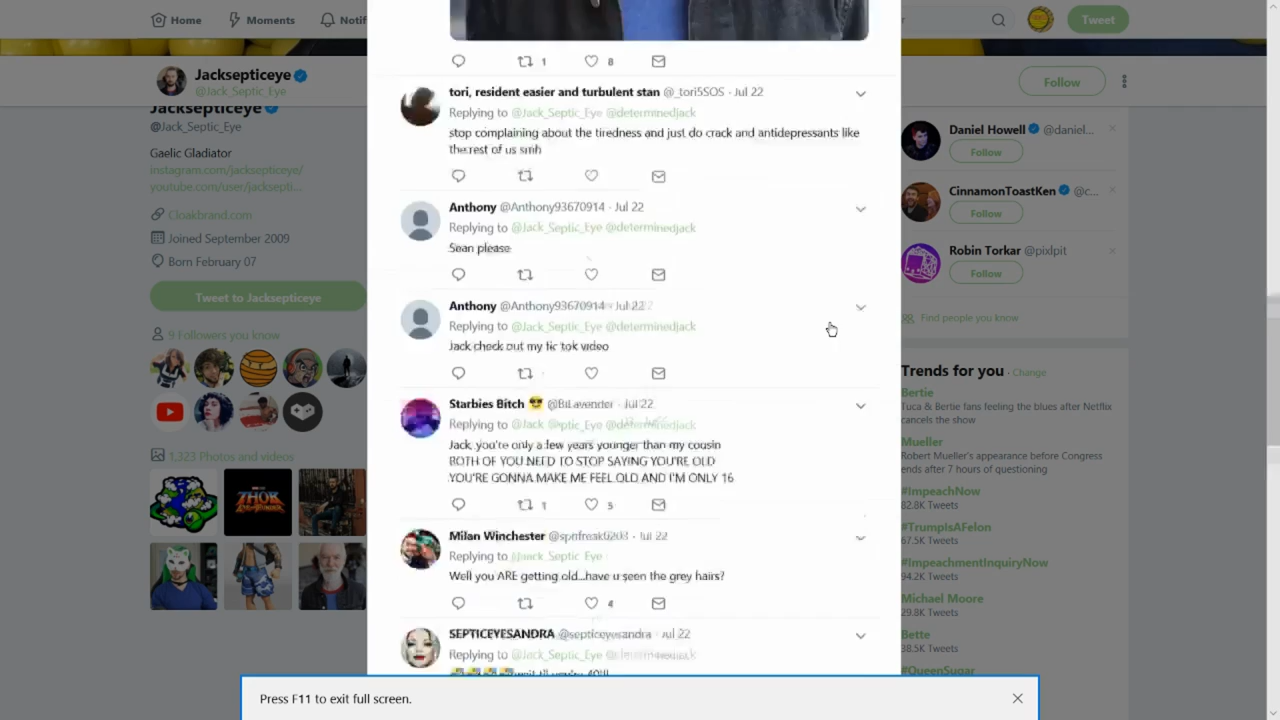 Home
Moments
Notif
Tweet
Jacksepticeye
@Jack_Septic_Eye
Follow
Jacksepticeye
@Jack_Septic_Eye
Gaelic Gladiator
instagram.com/jacksepticeye/
youtube.com/user/jacksepti...
Cloakbrand.com
Joined September 2009
Born February 07
Tweet to Jacksepticeye
9 Followers you know
1,323 Photos and videos
THOR
1 8
tori, resident easier and turbulent stan @_tori5SOS · Jul 22
Replying to @Jack_Septic_Eye @determinedjack
stop complaining about the tiredness and just do crack and antidepressants like
the rest of us smh
Anthony @Anthony93670914 · Jul 22
Replying to @Jack_Septic_Eye @determinedjack
Sean please
Anthony @Anthony93670914 · Jul 22
Replying to @Jack_Septic_Eye @determinedjack
Jack check out my tic tok video
Starbies Bitch 😎 @BiLavender · Jul 22
Replying to @Jack_Septic_Eye @determinedjack
Jack, you're only a few years younger than my cousin
BOTH OF YOU NEED TO STOP SAYING YOU'RE OLD
YOU'RE GONNA MAKE ME FEEL OLD AND I'M ONLY 16
1 5
Milan Winchester · Jul 22
Replying to @Jack_Septic_Eye
Well you ARE getting old...have u seen the grey hairs?
4
SEPTICEYESANDRA @septiceyesandra · Jul 22
Replying to @Jack_Septic_Eye @determinedjack
wait til you're 40!!!
Daniel Howell @daniel...
Follow
CinnamonToastKen @c...
Follow
Robin Torkar @pixlpit
Follow
Find people you know
Trends for you · Change
Bertie
Tuca & Bertie fans feeling the blues after Netflix
cancels the show
Mueller
Robert Mueller's appearance before Congress
ends after 7 hours of questioning
#ImpeachNow
82.8K Tweets
#TrumpIsAFelon
67.5K Tweets
#ImpeachmentInquiryNow
94.2K Tweets
Michael Moore
29.8K Tweets
Bette
38.5K Tweets
#QueenSugar
Press F11 to exit full screen.